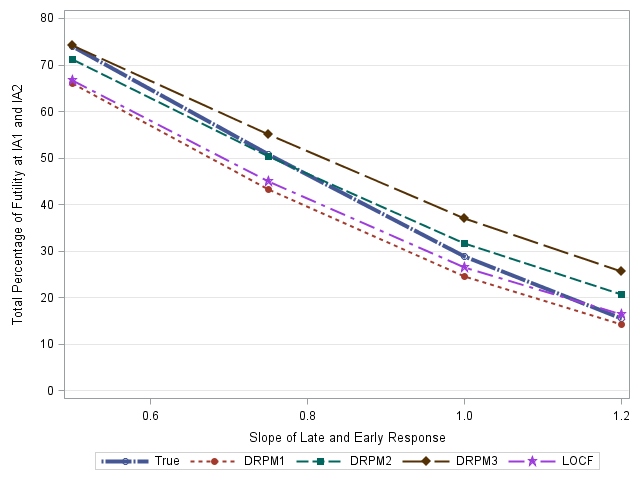 Total Percentage of Futility at IA1 and IA2
80
70
60
50
40
30
20
10
0
0.6 0.8 1.0 1.2
Slope of Late and Early Response
True DRPM1 DRPM2 DRPM3 LOCF